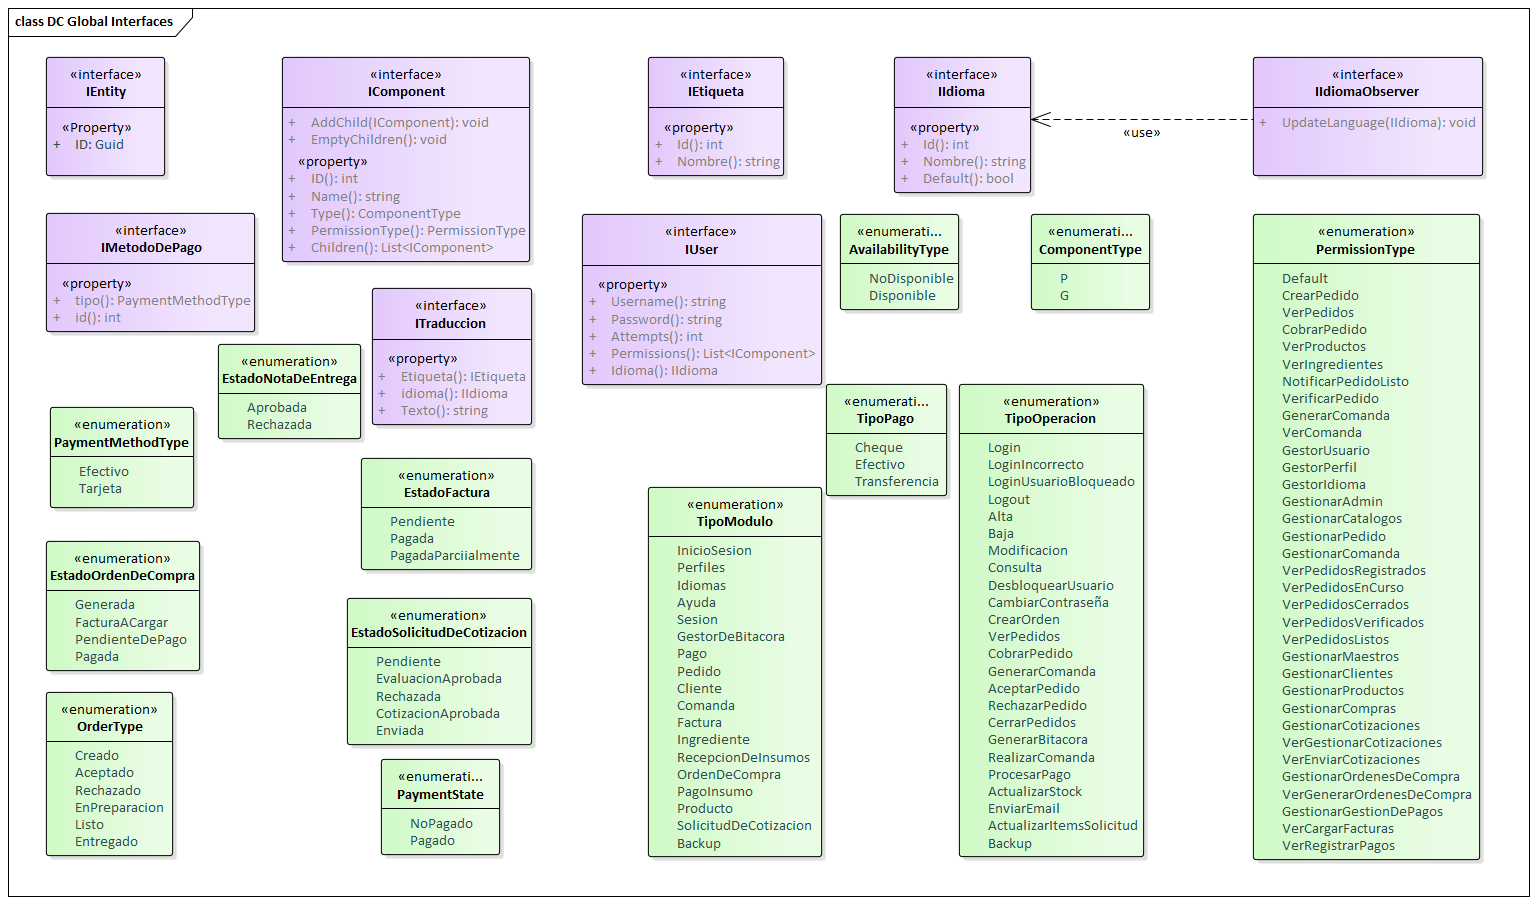 class DC Global Interfaces
«interface»
IEntity
«Property»
+ ID: Guid
«interface»
IComponent
+ AddChild(IComponent): void
+ EmptyChildren(): void
«property»
+ ID(): int
+ Name(): string
+ Type(): ComponentType
+ PermissionType(): PermissionType
+ Children(): List<IComponent>
«interface»
IEtiqueta
«property»
+ Id(): int
+ Nombre(): string
«interface»
IIdioma
«property»
+ Id(): int
+ Nombre(): string
+ Default(): bool
«use»
«interface»
IIdiomaObserver
+ UpdateLanguage(IIdioma): void
«interface»
IMetodoDePago
«property»
+ tipo(): PaymentMethodType
+ id(): int
«interface»
ITraduccion
«property»
+ Etiqueta(): IEtiqueta
+ idioma(): IIdioma
+ Texto(): string
«interface»
IUser
«property»
+ Username(): string
+ Password(): string
+ Attempts(): int
+ Permissions(): List<IComponent>
+ Idioma(): IIdioma
«enumerati...
AvailabilityType
NoDisponible
Disponible
«enumerati...
ComponentType
P
G
«enumeration»
PermissionType
Default
CrearPedido
VerPedidos
CobrarPedido
VerProductos
VerIngredientes
NotificarPedidoListo
VerificarPedido
GenerarComanda
VerComanda
GestorUsuario
GestorPerfil
GestorIdioma
GestionarAdmin
GestionarCatalogos
GestionarPedido
GestionarComanda
VerPedidosRegistrados
VerPedidosEnCurso
VerPedidosCerrados
VerPedidosVerificados
VerPedidosListos
GestionarMaestros
GestionarClientes
GestionarProductos
GestionarCompras
GestionarCotizaciones
VerGestionarCotizaciones
VerEnviarCotizaciones
GestionarOrdenesDeCompra
VerGenerarOrdenesDeCompra
GestionarGestionDePagos
VerCargarFacturas
VerRegistrarPagos
«enumeration»
EstadoNotaDeEntrega
Aprobada
Rechazada
«enumeration»
PaymentMethodType
Efectivo
Tarjeta
«enumeration»
EstadoFactura
Pendiente
Pagada
PagadaParciialmente
«enumerati...
TipoPago
Cheque
Efectivo
Transferencia
«enumeration»
TipoOperacion
Login
LoginIncorrecto
LoginUsuarioBloqueado
Logout
Alta
Baja
Modificacion
Consulta
DesbloquearUsuario
CambiarContraseña
CrearOrden
VerPedidos
CobrarPedido
GenerarComanda
AceptarPedido
RechazarPedido
CerrarPedidos
GenerarBitacora
RealizarComanda
ProcesarPago
ActualizarStock
EnviarEmail
ActualizarItemsSolicitud
Backup
«enumeration»
TipoModulo
InicioSesion
Perfiles
Idiomas
Ayuda
Sesion
GestorDeBitacora
Pago
Pedido
Cliente
Comanda
Factura
Ingrediente
RecepcionDeInsumos
OrdenDeCompra
PagoInsumo
Producto
SolicitudDeCotizacion
Backup
«enumeration»
EstadoOrdenDeCompra
Generada
FacturaACargar
PendienteDePago
Pagada
«enumeration»
EstadoSolicitudDeCotizacion
Pendiente
EvaluacionAprobada
Rechazada
CotizacionAprobada
Enviada
«enumeration»
OrderType
Creado
Aceptado
Rechazado
EnPreparacion
Listo
Entregado
«enumerati...
PaymentState
NoPagado
Pagado